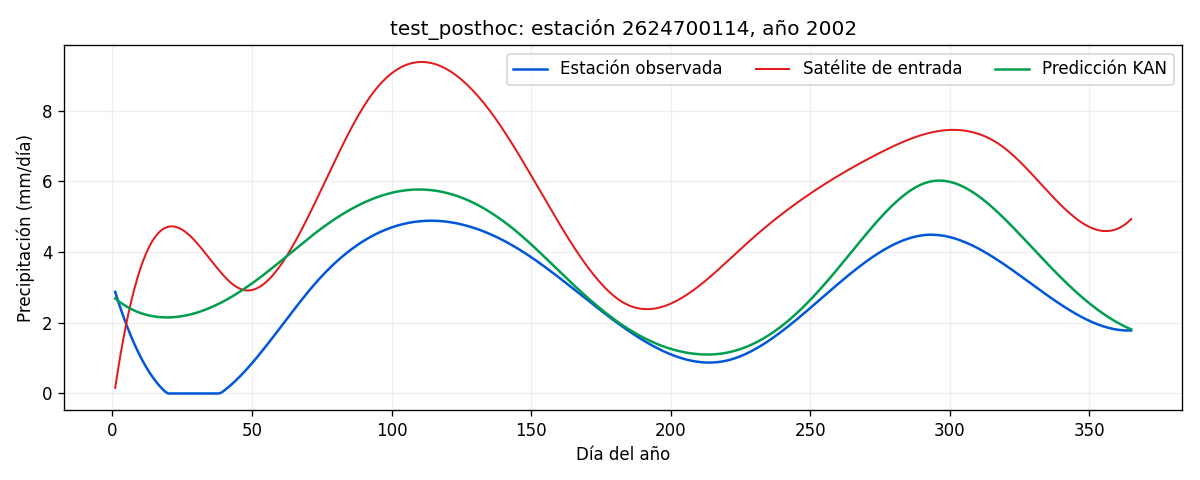 test_posthoc: estación 2624700114, año 2002
Estación observada
Satélite de entrada
Predicción KAN
Precipitación (mm/día)
8
6
4
2
0
0 50 100 150 200 250 300 350
Día del año